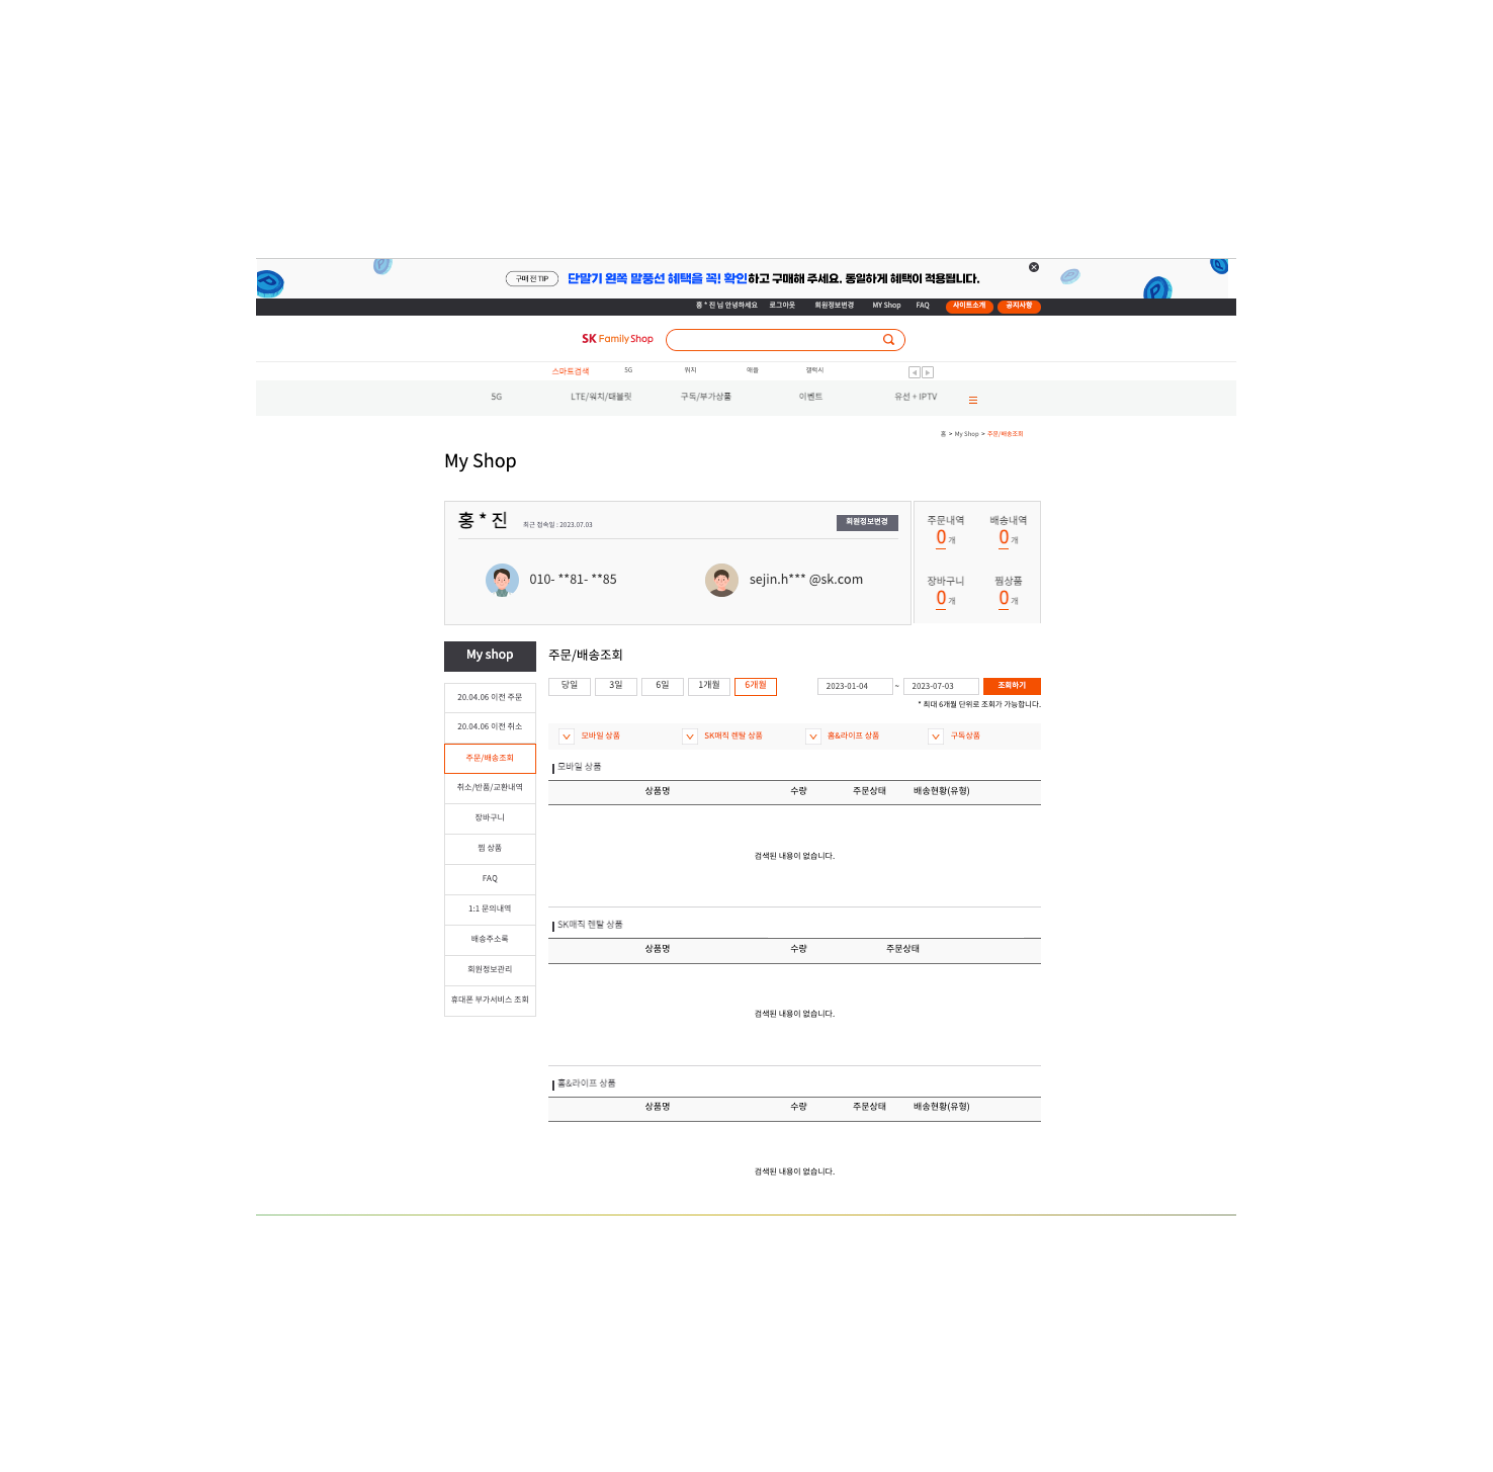 구매 전 TIP 단말기 왼쪽 말풍선 혜택을 꼭! 확인하고 구매해 주세요. 동일하게 혜택이 적용됩니다.
홍 * 진 님 안녕하세요 로그아웃 회원정보변경 MY Shop FAQ 사이트소개 공지사항
SK Family Shop
스마트검색 5G 워치 애플 갤럭시
5G LTE/워치/태블릿 구독/부가상품 이벤트 유선 + IPTV
홈 > My Shop > 주문/배송조회
My Shop
홍 * 진 최근 접속일 : 2023.07.03 회원정보변경
010- **81- **85 sejin.h*** @sk.com
주문내역 배송내역
0 개 0 개
장바구니 찜상품
0 개 0 개
My shop
20.04.06 이전 주문
20.04.06 이전 취소
주문/배송조회
취소/반품/교환내역
장바구니
찜 상품
FAQ
1:1 문의내역
배송주소록
회원정보관리
휴대폰 부가서비스 조회
주문/배송조회
당일 3일 6일 1개월 6개월 2023-01-04 ~ 2023-07-03 조회하기
* 최대 6개월 단위로 조회가 가능합니다.
모바일 상품 SK매직 렌탈 상품 홈&라이프 상품 구독상품
모바일 상품
상품명 수량 주문상태 배송현황(유형)
검색된 내용이 없습니다.
SK매직 렌탈 상품
상품명 수량 주문상태
검색된 내용이 없습니다.
홈&라이프 상품
상품명 수량 주문상태 배송현황(유형)
검색된 내용이 없습니다.